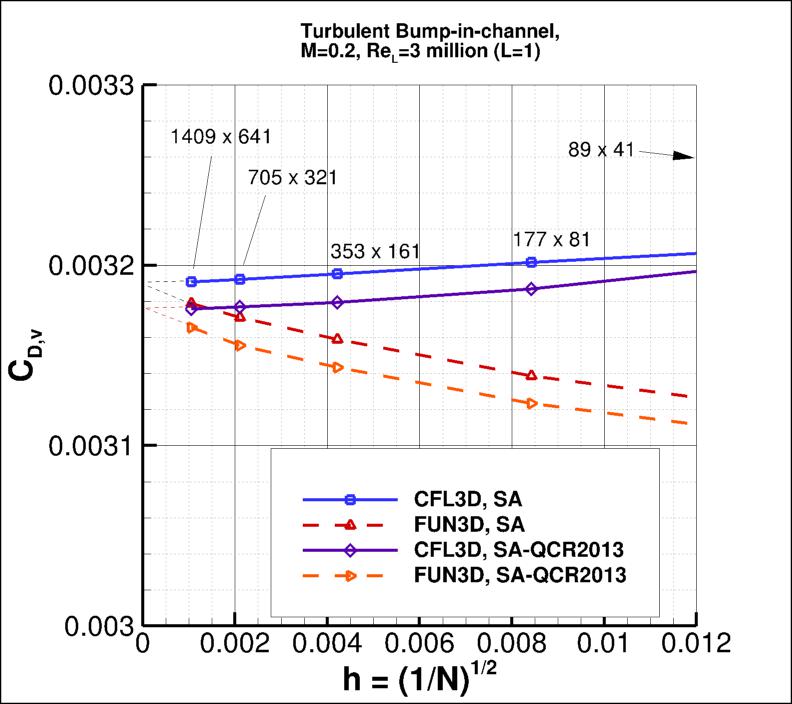 Turbulent Bump-in-channel,
M=0.2, Re_L=3 million (L=1)
0.0033
1409 x 641
89 x 41
705 x 321
353 x 161
177 x 81
0.0032
C_D,v
0.0031
CFL3D, SA
FUN3D, SA
CFL3D, SA-QCR2013
FUN3D, SA-QCR2013
0.003
0 0.002 0.004 0.006 0.008 0.01 0.012
h = (1/N)^1/2